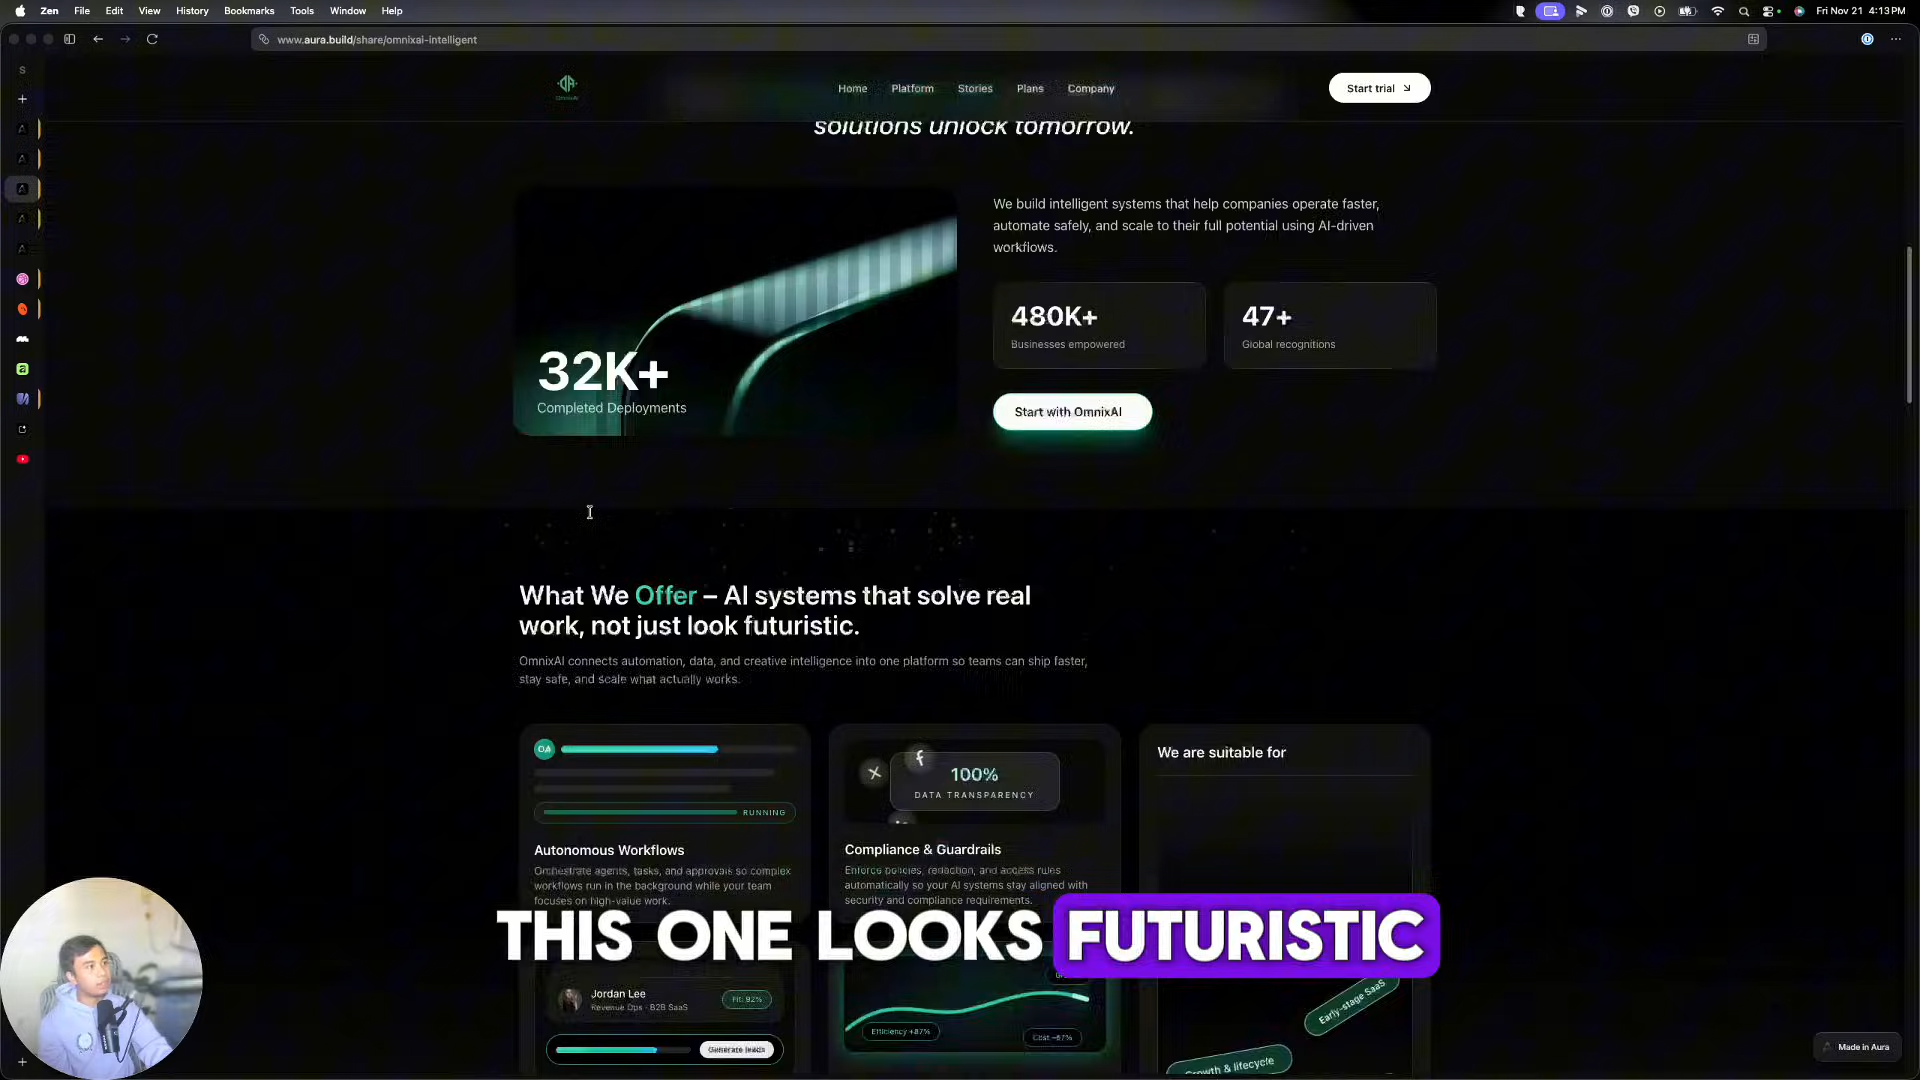 Zen File Edit View History Bookmarks Tools Window Help
Fri Nov 21 4:13PM
www.aura.build/share/omnixai-intelligent
S
OmnixAI
Home Platform Stories Plans Company
Start trial
solutions unlock tomorrow.
32K+
Completed Deployments
We build intelligent systems that help companies operate faster,
automate safely, and scale to their full potential using AI-driven
workflows.
480K+
Businesses empowered
47+
Global recognitions
Start with OmnixAI
What We Offer – AI systems that solve real
work, not just look futuristic.
OmnixAI connects automation, data, and creative intelligence into one platform so teams can ship faster,
stay safe, and scale what actually works.
OA
RUNNING
Autonomous Workflows
Orchestrate agents, tasks, and approvals so complex
workflows run in the background while your team
focuses on high-value work.
100%
DATA TRANSPARENCY
Compliance & Guardrails
Enforce policies, redaction, and access rules
automatically so your AI systems stay aligned with
security and compliance requirements.
We are suitable for
THIS ONE LOOKS FUTURISTIC
Jordan Lee
Revenue Ops · B2B SaaS
Fit: 92%
Generate leads
Efficiency +87%
Cost -67%
Early-stage SaaS
Growth & lifecycle
Made in Aura